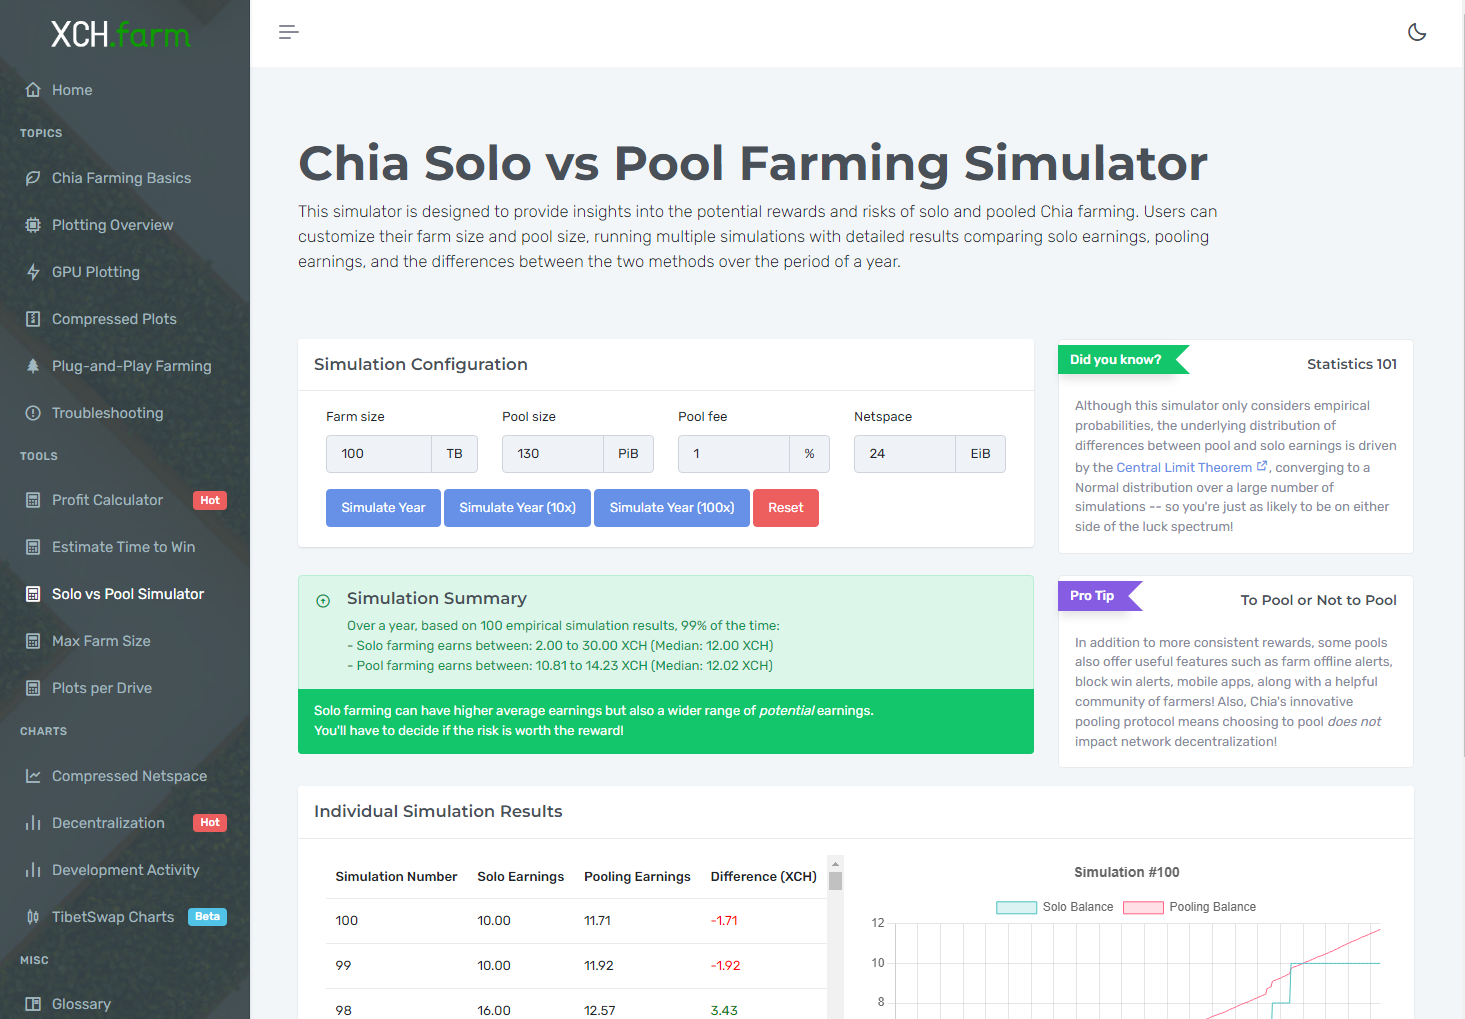 XCH.farm
Home
TOPICS
Chia Farming Basics
Plotting Overview
GPU Plotting
Compressed Plots
Plug-and-Play Farming
Troubleshooting
TOOLS
Profit Calculator Hot
Estimate Time to Win
Solo vs Pool Simulator
Max Farm Size
Plots per Drive
CHARTS
Compressed Netspace
Decentralization Hot
Development Activity
TibetSwap Charts Beta
MISC
Glossary
Chia Solo vs Pool Farming Simulator
This simulator is designed to provide insights into the potential rewards and risks of solo and pooled Chia farming. Users can
customize their farm size and pool size, running multiple simulations with detailed results comparing solo earnings, pooling
earnings, and the differences between the two methods over the period of a year.
Simulation Configuration
Farm size Pool size Pool fee Netspace
100 TB 130 PiB 1 % 24 EiB
Simulate Year Simulate Year (10x) Simulate Year (100x) Reset
Did you know? Statistics 101
Although this simulator only considers empirical
probabilities, the underlying distribution of
differences between pool and solo earnings is driven
by the Central Limit Theorem , converging to a
Normal distribution over a large number of
simulations -- so you're just as likely to be on either
side of the luck spectrum!
Simulation Summary
Over a year, based on 100 empirical simulation results, 99% of the time:
- Solo farming earns between: 2.00 to 30.00 XCH (Median: 12.00 XCH)
- Pool farming earns between: 10.81 to 14.23 XCH (Median: 12.02 XCH)
Solo farming can have higher average earnings but also a wider range of potential earnings.
You'll have to decide if the risk is worth the reward!
Pro Tip To Pool or Not to Pool
In addition to more consistent rewards, some pools
also offer useful features such as farm offline alerts,
block win alerts, mobile apps, along with a helpful
community of farmers! Also, Chia's innovative
pooling protocol means choosing to pool does not
impact network decentralization!
Individual Simulation Results
Simulation Number Solo Earnings Pooling Earnings Difference (XCH)
100 10.00 11.71 -1.71
99 10.00 11.92 -1.92
98 16.00 12.57 3.43
Simulation #100
Solo Balance Pooling Balance
12
10
8